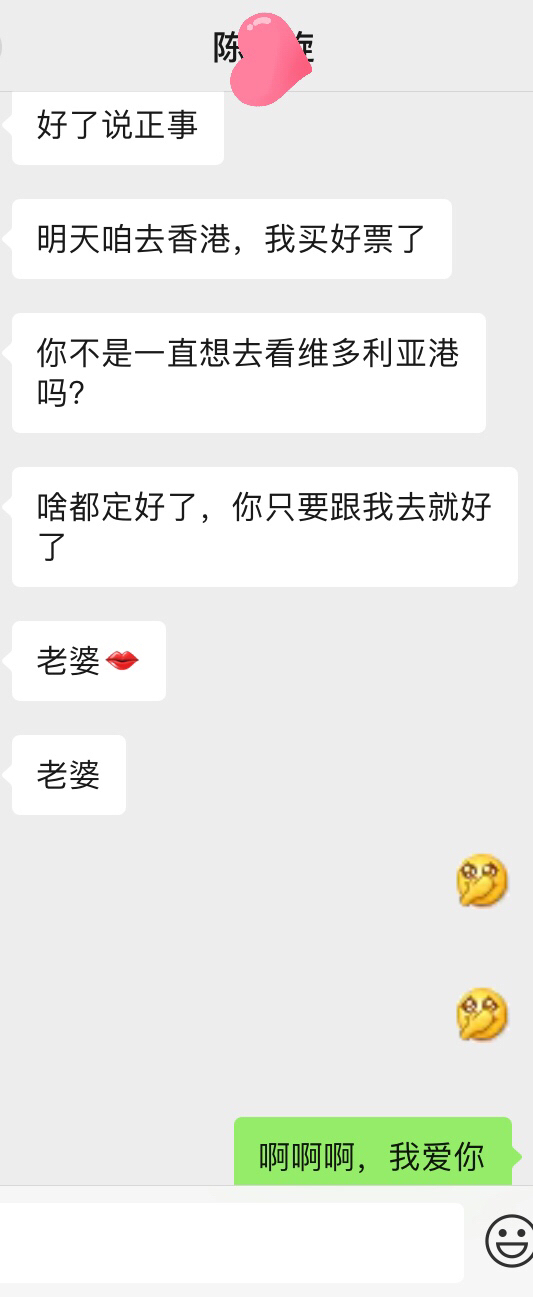 陈
好了说正事
明天咱去香港，我买好票了
你不是一直想去看维多利亚港
吗？
啥都定好了，你只要跟我去就好
了
老婆
老婆
啊啊啊，我爱你